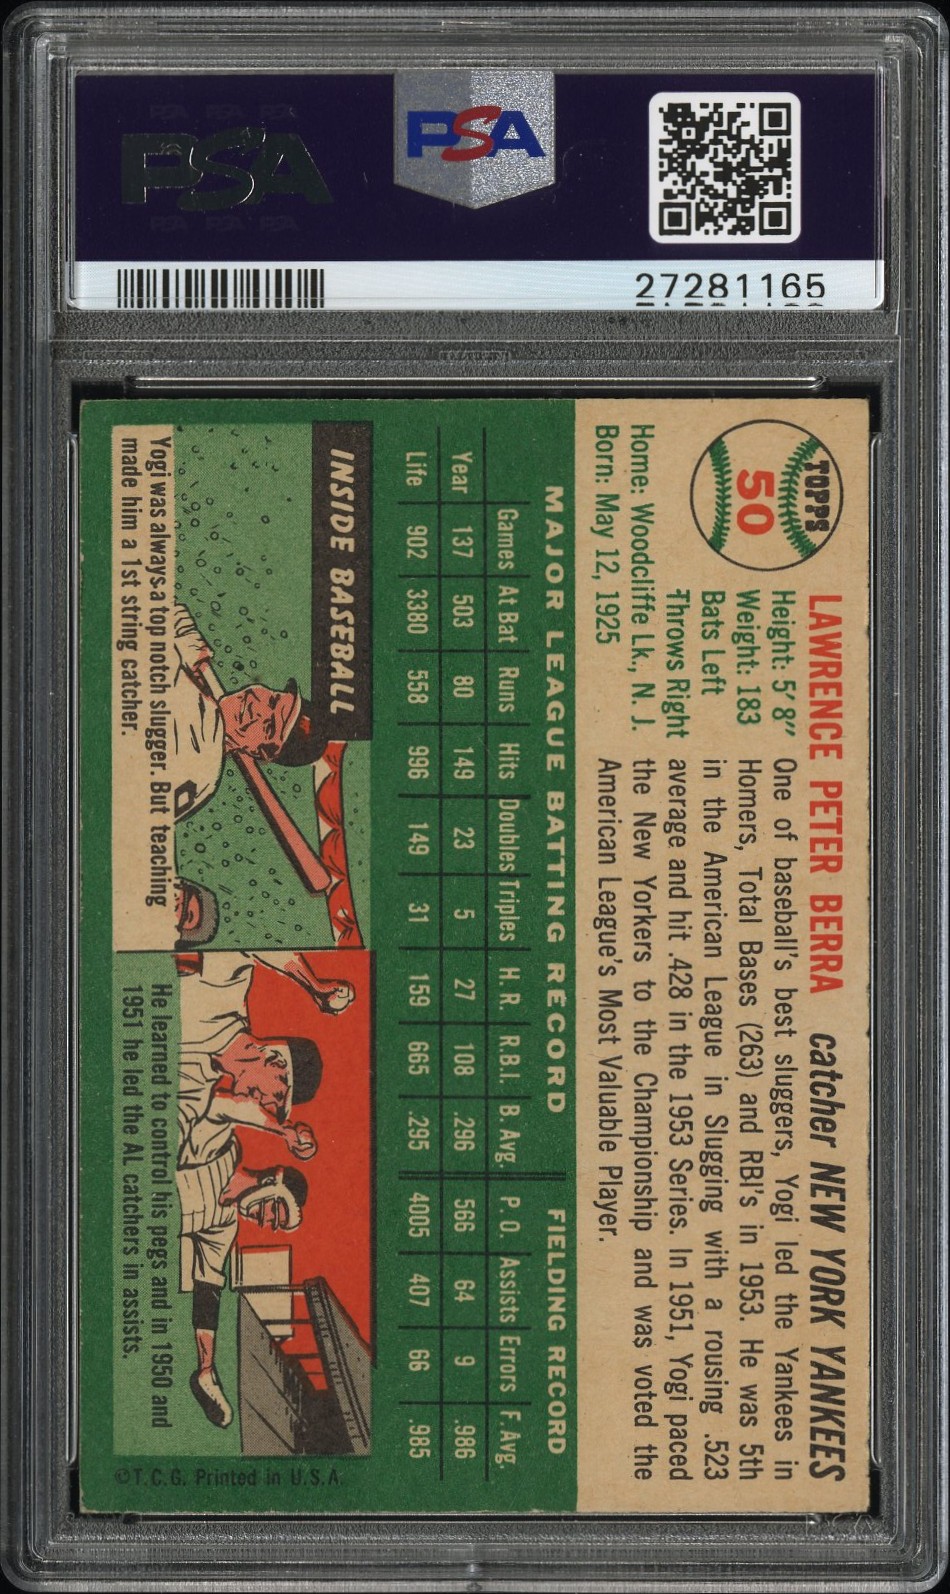 PSA
PSA
27281165
TOPPS
50
LAWRENCE PETER BERRA catcher NEW YORK YANKEES
Height: 5' 8"
Weight: 183
Bats Left
Throws Right
Home: Woodcliffe Lk., N. J.
Born: May 12, 1925
One of baseball's best sluggers, Yogi led the Yankees in
Homers, Total Bases (263) and RBI's in 1953. He was 5th
in the American League in Slugging with a rousing .523
average and hit .428 in the 1953 Series. In 1951, Yogi paced
the New Yorkers to the Championship and was voted the
American League's Most Valuable Player.
MAJOR LEAGUE BATTING RECORD FIELDING RECORD
Games At Bat Runs Hits Doubles Triples H. R. R.B.I. B. Avg. P. O. Assists Errors F. Avg.
Year 137 503 80 149 23 5 27 108 .296 566 64 9 .986
Life 902 3380 558 996 149 31 159 665 .295 4005 407 66 .985
INSIDE BASEBALL
Yogi was always a top notch slugger. But teaching
made him a 1st string catcher.
He learned to control his pegs and in 1950 and
1951 he led the AL catchers in assists.
©T.C.G. Printed in U.S.A.